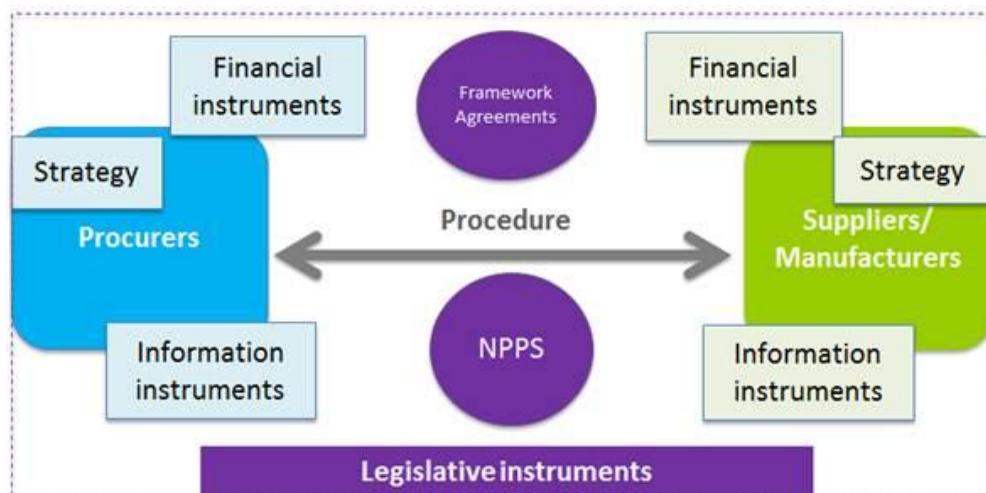 Financial
instruments
Strategy
Procurers
Information
instruments
Framework
Agreements
Procedure
NPPS
Financial
instruments
Strategy
Suppliers/
Manufacturers
Information
instruments
Legislative instruments